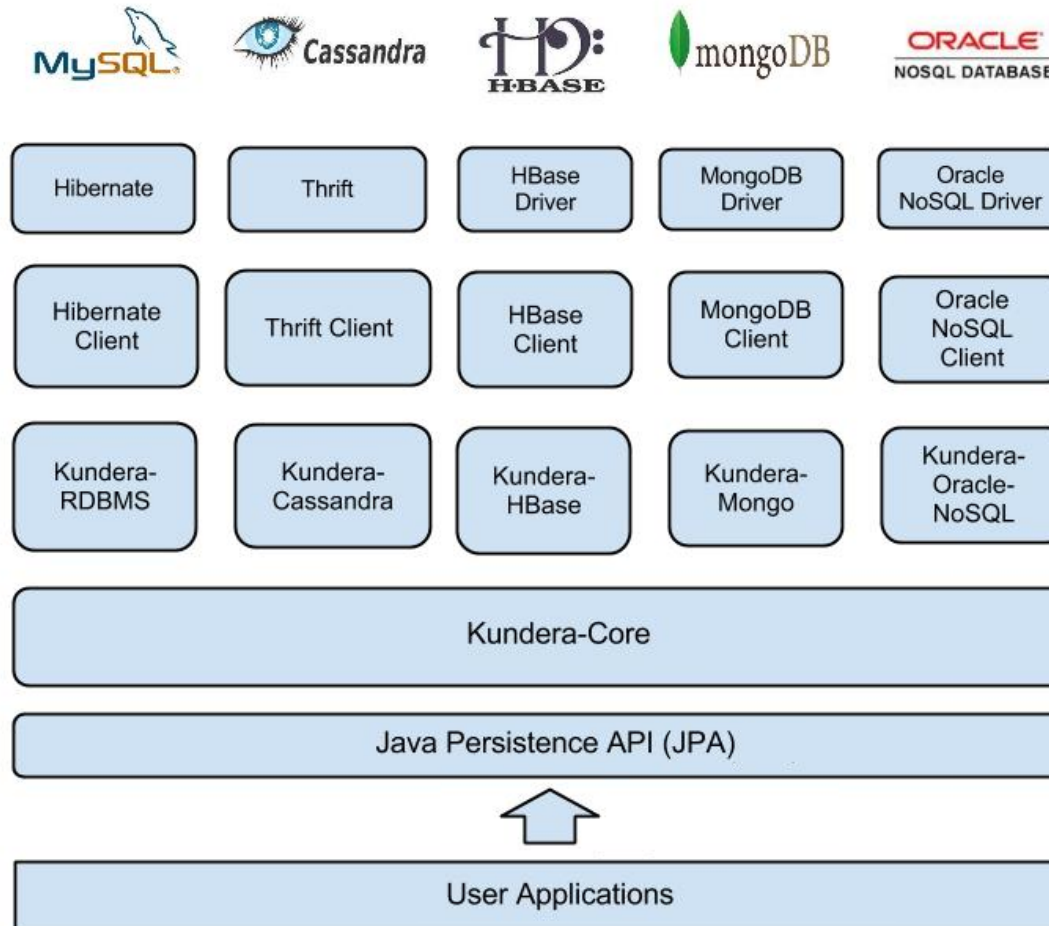 MySQL
Cassandra
HBASE
mongoDB
ORACLE
NOSQL DATABASE
Hibernate
Thrift
HBase
Driver
MongoDB
Driver
Oracle
NoSQL Driver
Hibernate
Client
Thrift Client
HBase
Client
MongoDB
Client
Oracle
NoSQL
Client
Kundera-
RDBMS
Kundera-
Cassandra
Kundera-
HBase
Kundera-
Mongo
Kundera-
Oracle-
NoSQL
Kundera-Core
Java Persistence API (JPA)
User Applications